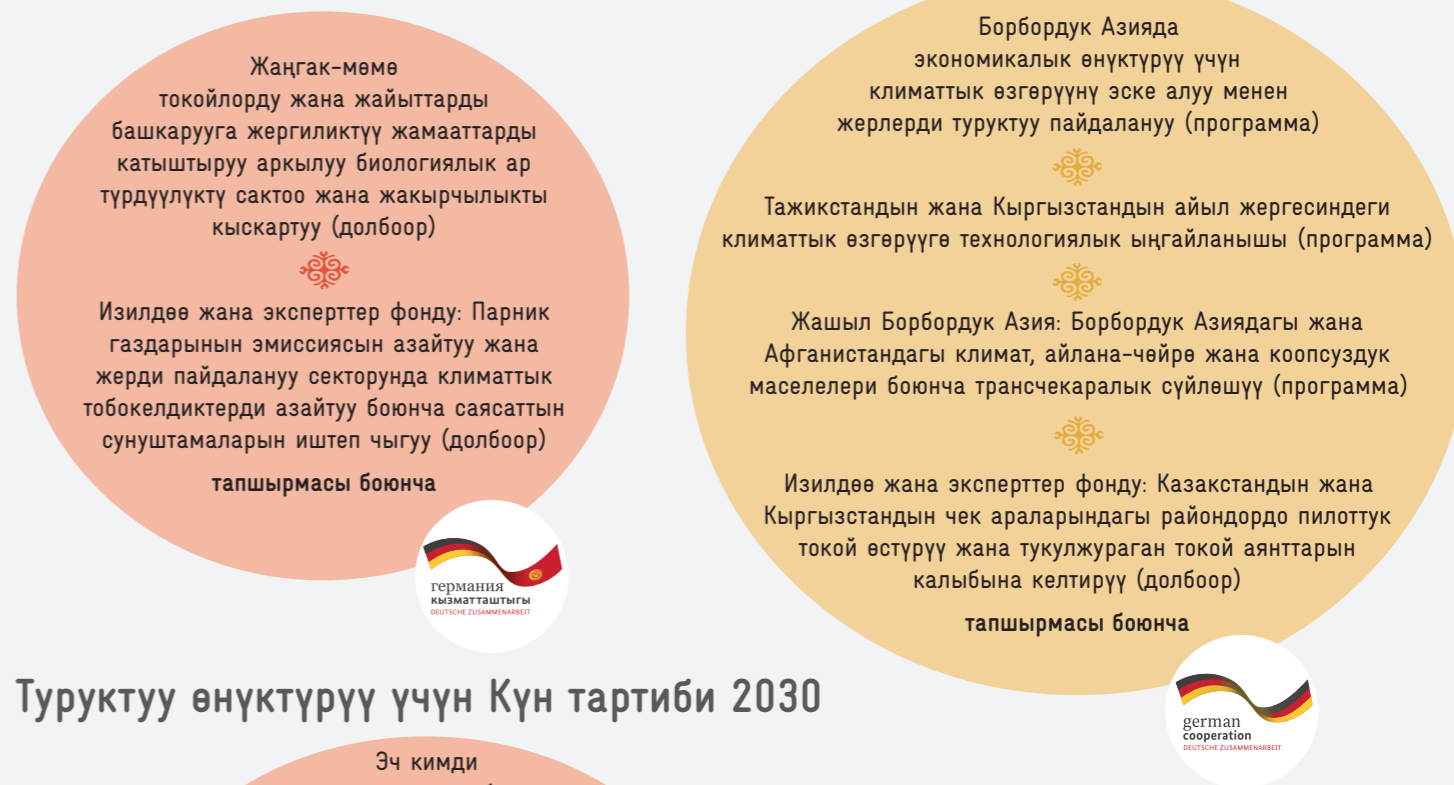 Жаңгак-мөмө
токойлорду жана жайыттарды
башкарууга жергиликтүү жамааттарды
катыштыруу аркылуу биологиялык ар
түрдүүлүктү сактоо жана жакырчылыкты
кыскартуу (долбоор)
Изилдөө жана эксперттер фонду: Парник
газдарынын эмиссиясын азайтуу жана
жерди пайдалануу секторунда климаттык
тобокелдиктерди азайтуу боюнча саясаттын
сунуштамаларын иштеп чыгуу (долбоор)
тапшырмасы боюнча
германия
кызматташтыгы
DEUTSCHE ZUSAMMENARBEIT
Борбордук Азияда
экономикалык өнүктүрүү үчүн
климаттык өзгөрүүнү эске алуу менен
жерлерди туруктуу пайдалануу (программа)
Тажикстандын жана Кыргызстандын айыл жергесиндеги
климаттык өзгөрүүгө технологиялык ыңгайланышы (программа)
Жашыл Борбордук Азия: Борбордук Азиядагы жана
Афганистандагы климат, айлана-чөйрө жана коопсуздук
маселелери боюнча трансчекаралык сүйлөшүү (программа)
Изилдөө жана эксперттер фонду: Казакстандын жана
Кыргызстандын чек араларындагы райондордо пилоттук
токой өстүрүү жана тукулжураган токой аянттарын
калыбына келтирүү (долбоор)
тапшырмасы боюнча
german
cooperation
DEUTSCHE ZUSAMMENARBEIT
Туруктуу өнүктүрүү үчүн Күн тартиби 2030
Эч кимди